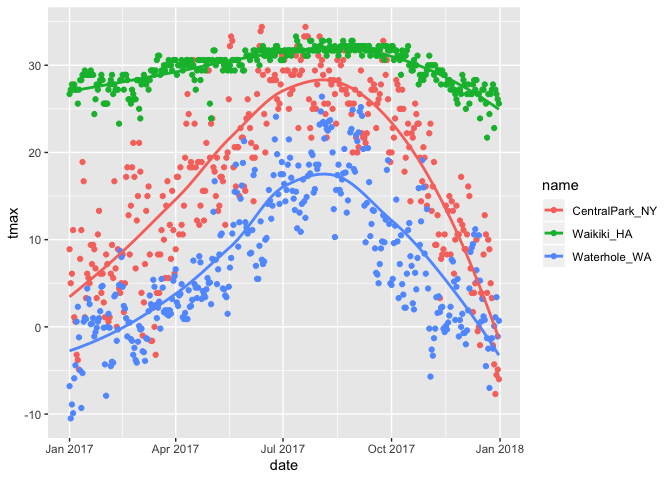 30
20
10
0
-10
tmax
Jan 2017
Apr 2017
Jul 2017
Oct 2017
Jan 2018
date
name
CentralPark_NY
Waikiki_HA
Waterhole_WA